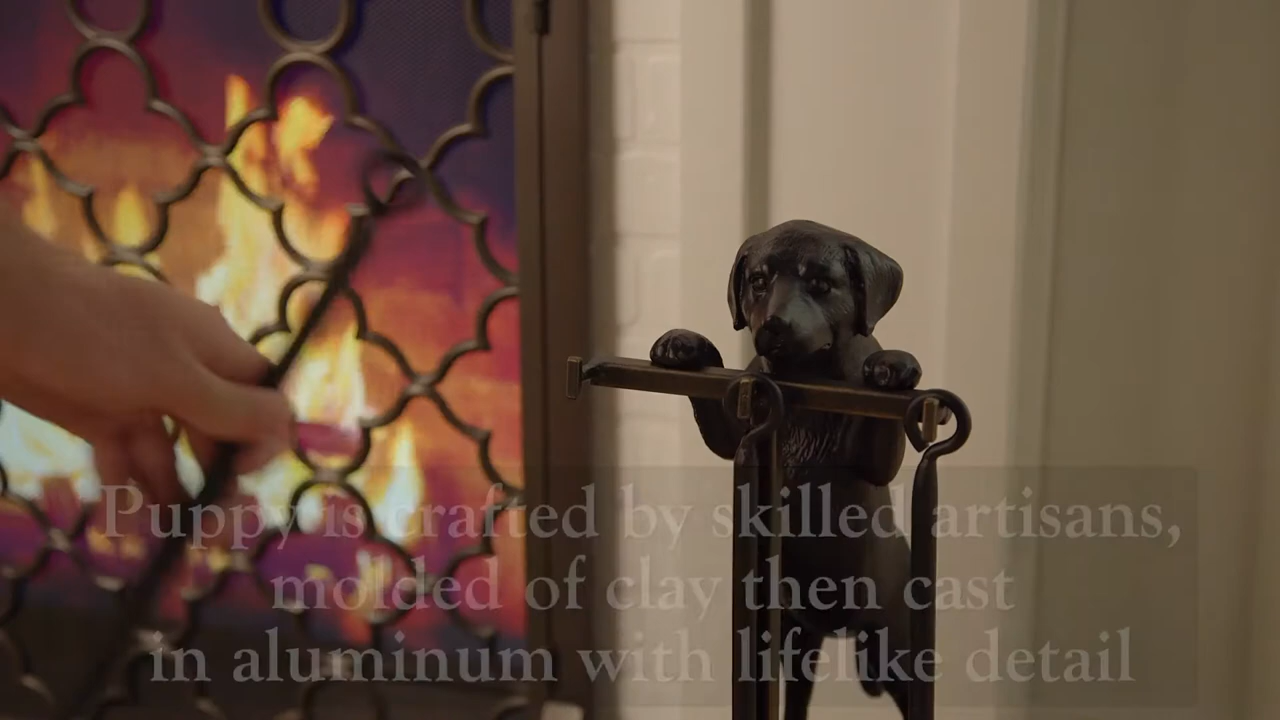 Puppy is crafted by skilled artisans,
molded of clay then cast
in aluminum with lifelike detail